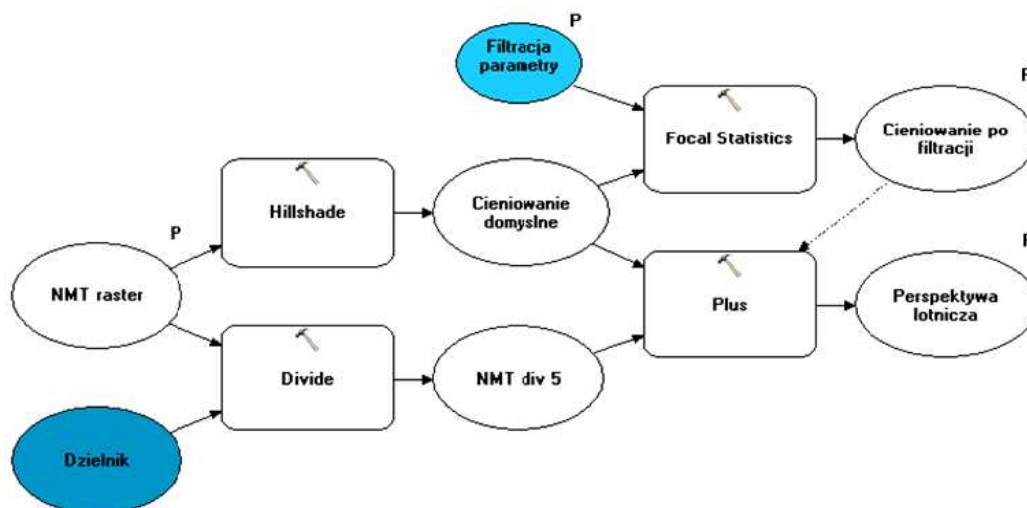 P
Filtracja
parametry
Focal Statistics
P
Cieniowanie po
filtracji
Hillshade
Cieniowanie
domyslne
P
NMT raster
Plus
P
Perspektywa
lotnicza
Divide
NMT div 5
Dzielnik